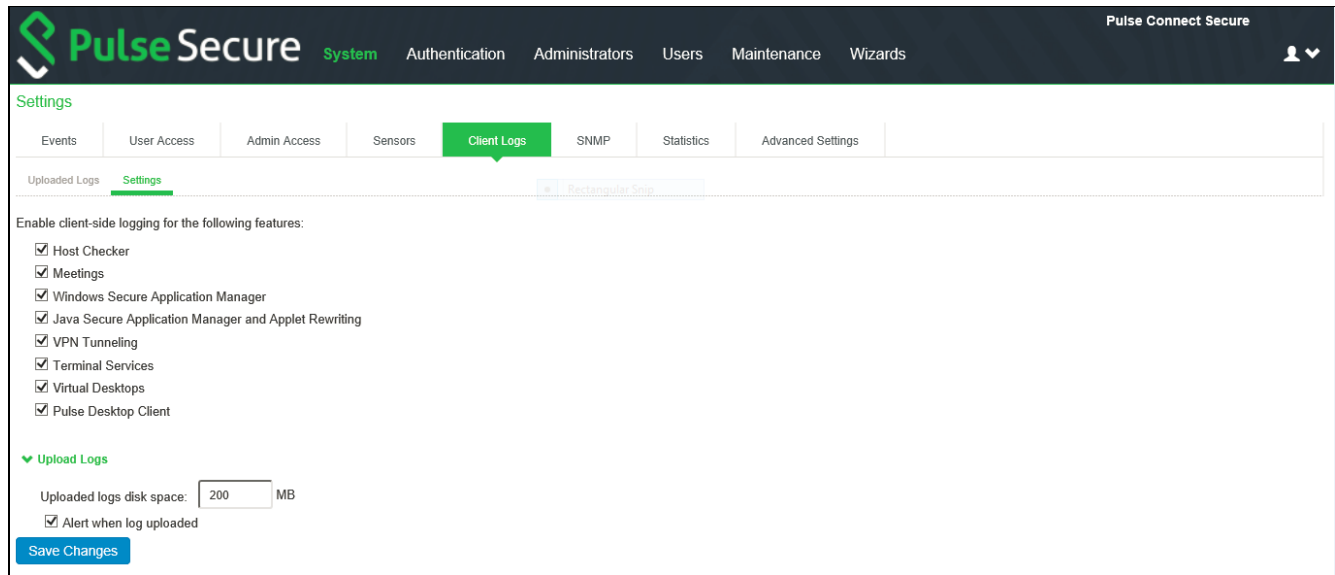 Pulse Connect Secure
Pulse Secure System Authentication Administrators Users Maintenance Wizards
Settings
Events User Access Admin Access Sensors Client Logs SNMP Statistics Advanced Settings
Uploaded Logs Settings
Rectangular Snip
Enable client-side logging for the following features:
Host Checker
Meetings
Windows Secure Application Manager
Java Secure Application Manager and Applet Rewriting
VPN Tunneling
Terminal Services
Virtual Desktops
Pulse Desktop Client
Upload Logs
Uploaded logs disk space: 200 MB
Alert when log uploaded
Save Changes